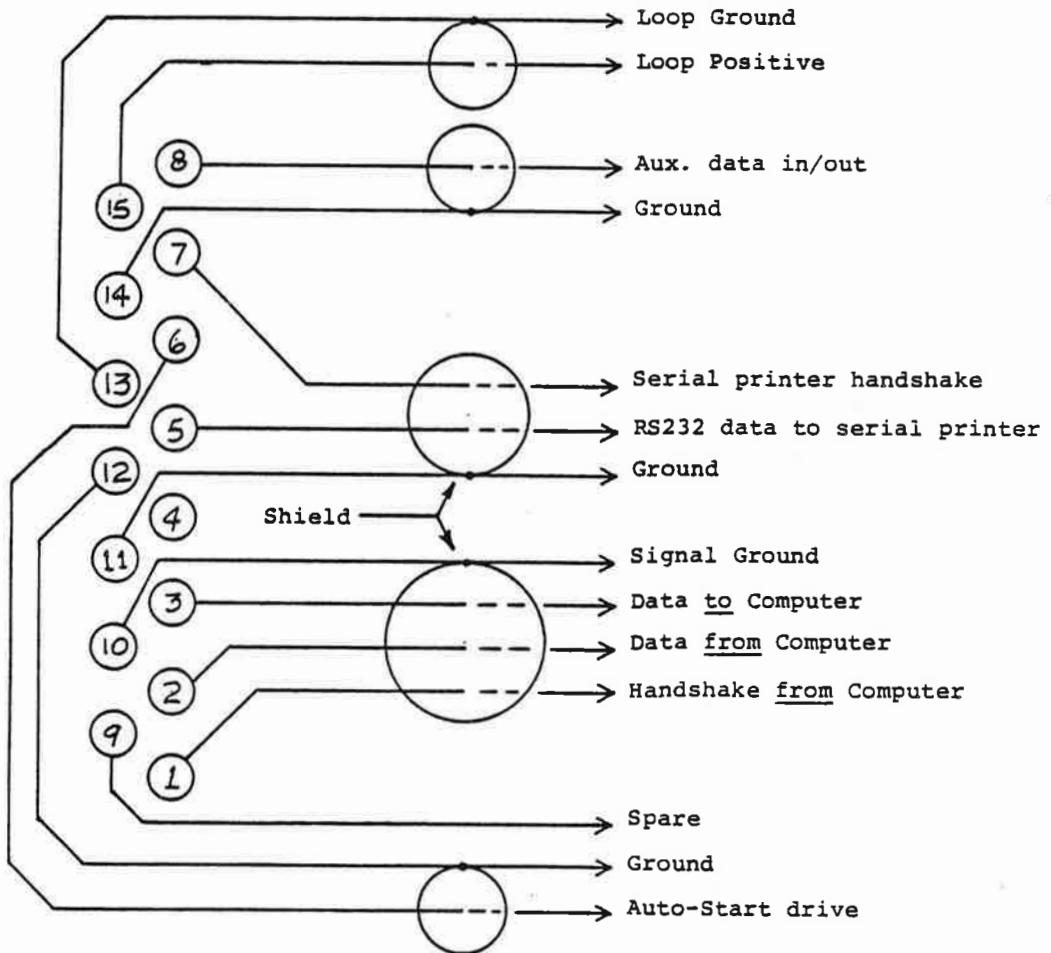 Loop Ground
Loop Positive
8
Aux. data in/out
15
Ground
7
14
6
13
Serial printer handshake
5
RS232 data to serial printer
12
Ground
4
Shield
11
Signal Ground
3
Data to Computer
10
Data from Computer
2
Handshake from Computer
9
1
Spare
Ground
Auto-Start drive